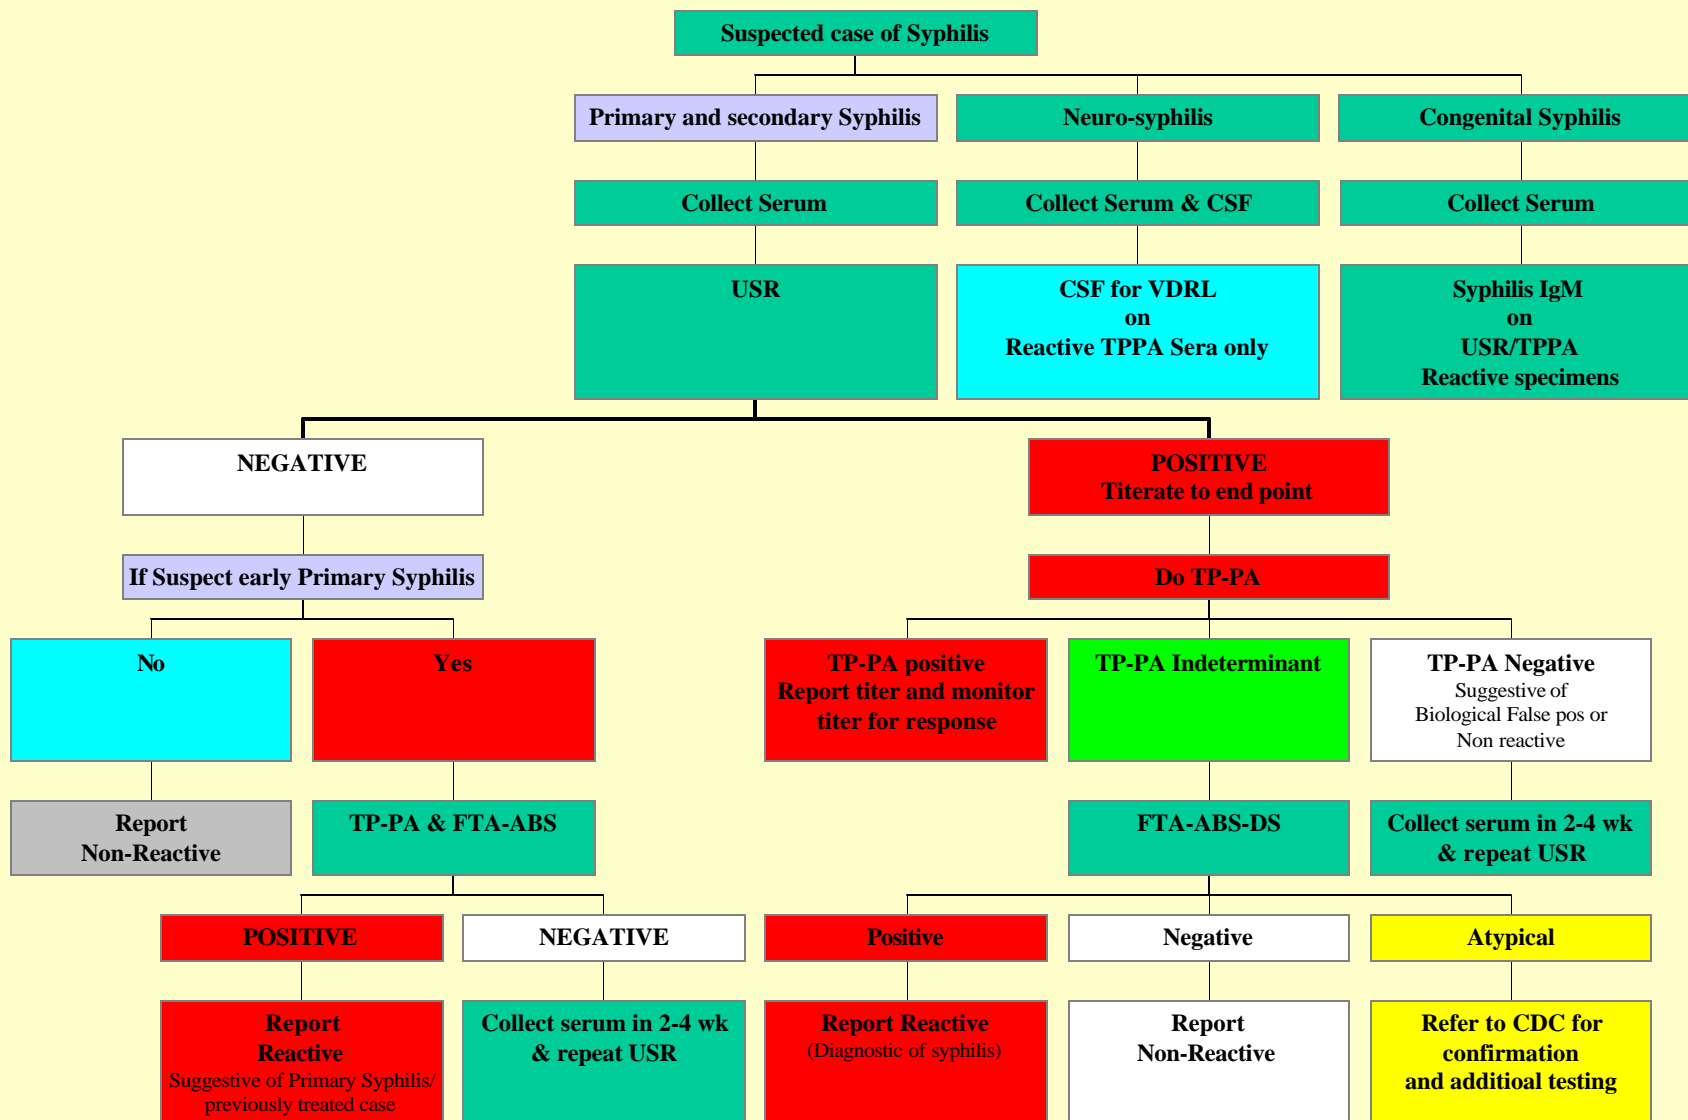 Suspected case of Syphilis
Primary and secondary Syphilis
Neuro-syphilis
Congenital Syphilis
Collect Serum
Collect Serum & CSF
Collect Serum
USR
CSF for VDRL
on
Reactive TPPA Sera only
Syphilis IgM
on
USR/TPPA
Reactive specimens
NEGATIVE
POSITIVE
Titerate to end point
If Suspect early Primary Syphilis
Do TP-PA
No
Yes
TP-PA positive
Report titer and monitor
titer for response
TP-PA Indeterminant
TP-PA Negative
Suggestive of
Biological False pos or
Non reactive
Report
Non-Reactive
TP-PA & FTA-ABS
FTA-ABS-DS
Collect serum in 2-4 wk
& repeat USR
POSITIVE
NEGATIVE
Positive
Negative
Atypical
Report
Reactive
Suggestive of Primary Syphilis/
previously treated case
Collect serum in 2-4 wk
& repeat USR
Report Reactive
(Diagnostic of syphilis)
Report
Non-Reactive
Refer to CDC for
confirmation
and additioal testing